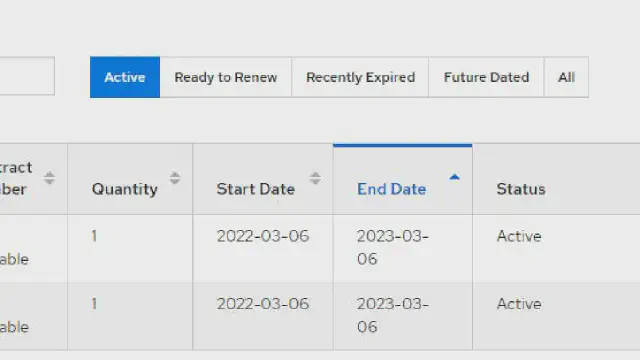 Active Ready to Renew Recently Expired Future Dated All
tract
ber Quantity Start Date End Date Status
1 2022-03-06 2023-03- Active
able 06
1 2022-03-06 2023-03- Active
able 06